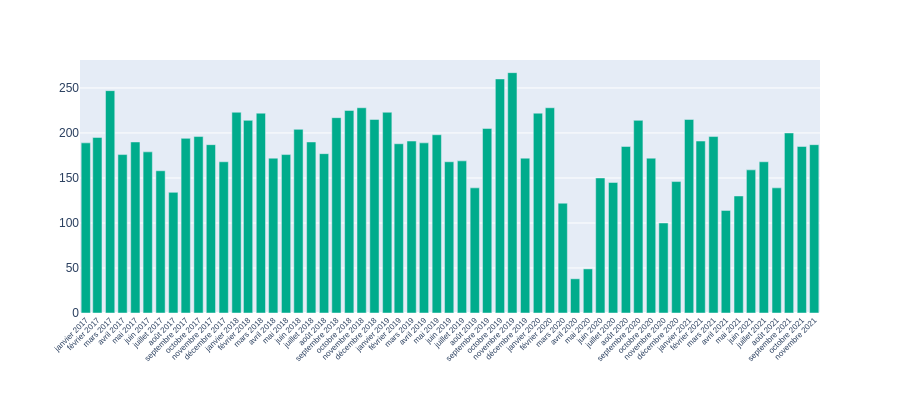 250
200
150
100
50
0
janvier 2017
février 2017
mars 2017
avril 2017
mai 2017
juin 2017
juillet 2017
août 2017
septembre 2017
octobre 2017
novembre 2017
décembre 2017
janvier 2018
février 2018
mars 2018
avril 2018
mai 2018
juin 2018
juillet 2018
août 2018
septembre 2018
octobre 2018
novembre 2018
décembre 2018
janvier 2019
février 2019
mars 2019
avril 2019
mai 2019
juin 2019
juillet 2019
août 2019
septembre 2019
octobre 2019
novembre 2019
décembre 2019
janvier 2020
février 2020
mars 2020
avril 2020
mai 2020
juin 2020
juillet 2020
août 2020
septembre 2020
octobre 2020
novembre 2020
décembre 2020
janvier 2021
février 2021
mars 2021
avril 2021
mai 2021
juin 2021
juillet 2021
août 2021
septembre 2021
octobre 2021
novembre 2021